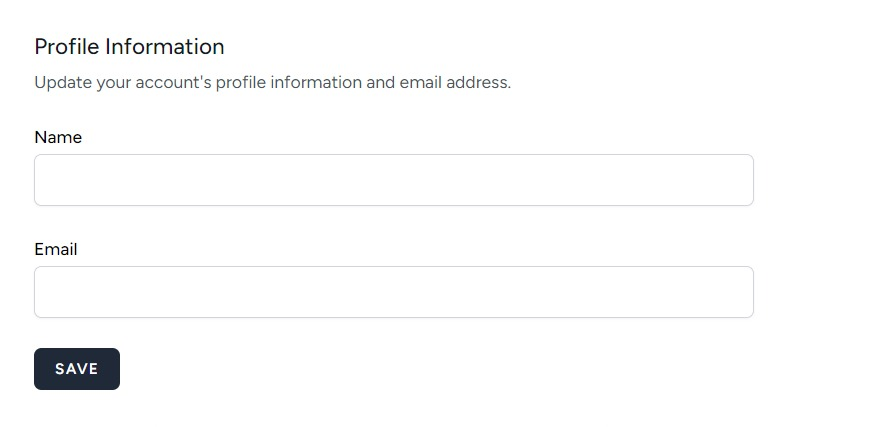 Profile Information
Update your account's profile information and email address.
Name
Email
SAVE